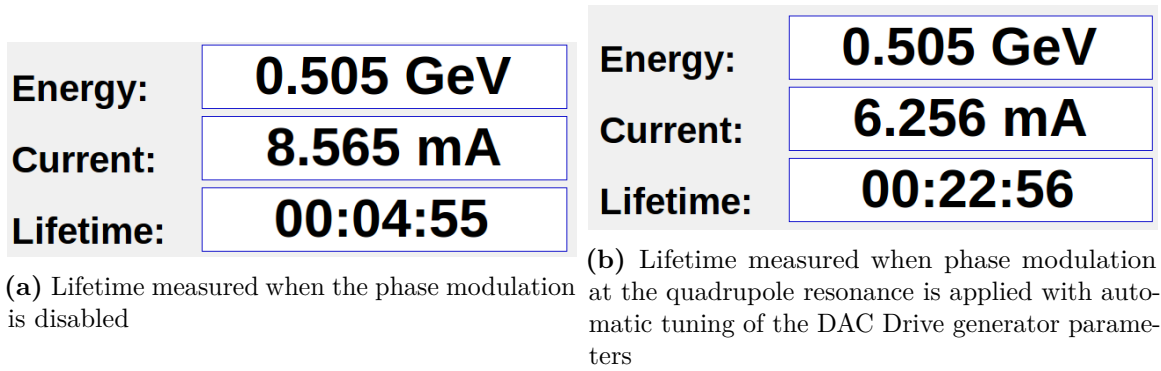 Energy: 0.505 GeV
Current: 8.565 mA
Lifetime: 00:04:55
(a) Lifetime measured when the phase modulation
is disabled
Energy: 0.505 GeV
Current: 6.256 mA
Lifetime: 00:22:56
(b) Lifetime measured when phase modulation
at the quadrupole resonance is applied with auto-
matic tuning of the DAC Drive generator parame-
ters